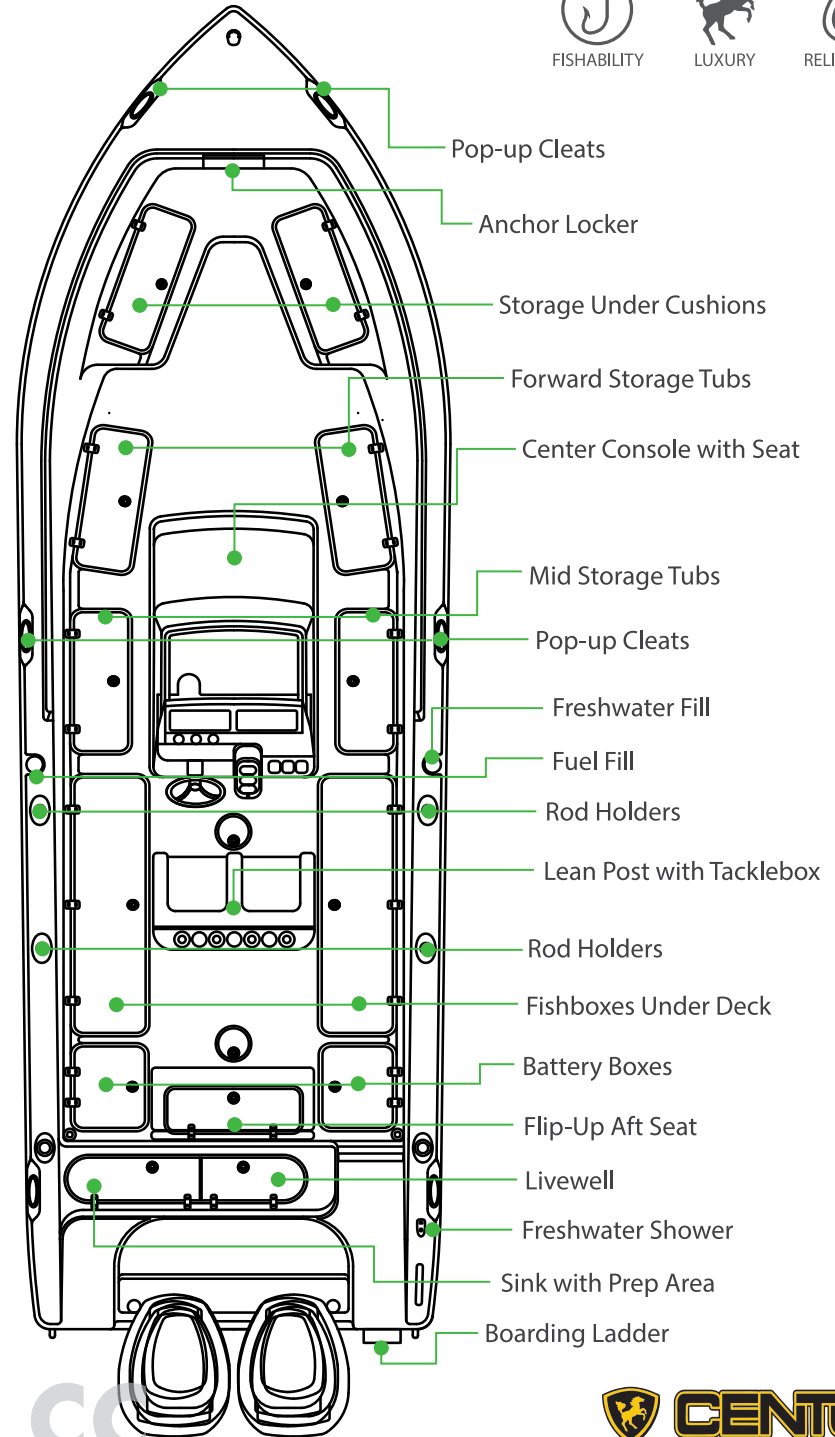 FISHABILITY
LUXURY
Pop-up Cleats
Anchor Locker
Storage Under Cushions
Forward Storage Tubs
Center Console with Seat
Mid Storage Tubs
Pop-up Cleats
Freshwater Fill
Fuel Fill
Rod Holders
Lean Post with Tacklebox
Rod Holders
Fishboxes Under Deck
Battery Boxes
Flip-Up Aft Seat
Livewell
Freshwater Shower
Sink with Prep Area
Boarding Ladder